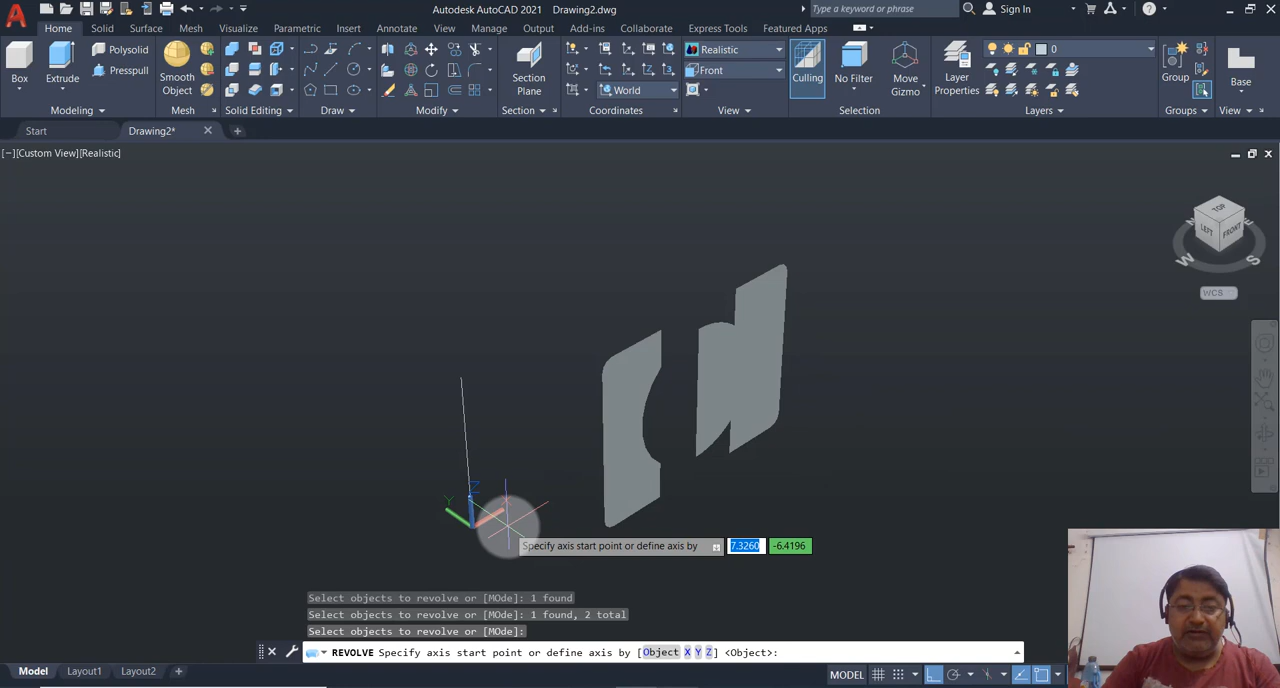 Autodesk AutoCAD 2021 Drawing2.dwg
Type a keyword or phrase
Sign In
Home Solid Surface Mesh Visualize Parametric Insert Annotate View Manage Output Add-ins Collaborate Express Tools Featured Apps
Polysolid
Presspull
Box
Extrude
Smooth Object
Section Plane
Realistic
Front
World
Culling
No Filter
Move Gizmo
Layer Properties
0
Group
Base
Modeling Mesh Solid Editing Draw Modify Section Coordinates View Selection Layers Groups View
Start Drawing2*
[−][Custom View][Realistic]
TOP
LEFT FRONT
N E
W S
WCS
Z
Y X
Specify axis start point or define axis by 7.3260 -6.4196
Select objects to revolve or [MOde]: 1 found
Select objects to revolve or [MOde]: 1 found, 2 total
Select objects to revolve or [MOde]:
REVOLVE Specify axis start point or define axis by [Object X Y Z] <Object>:
Model Layout1 Layout2 +
MODEL